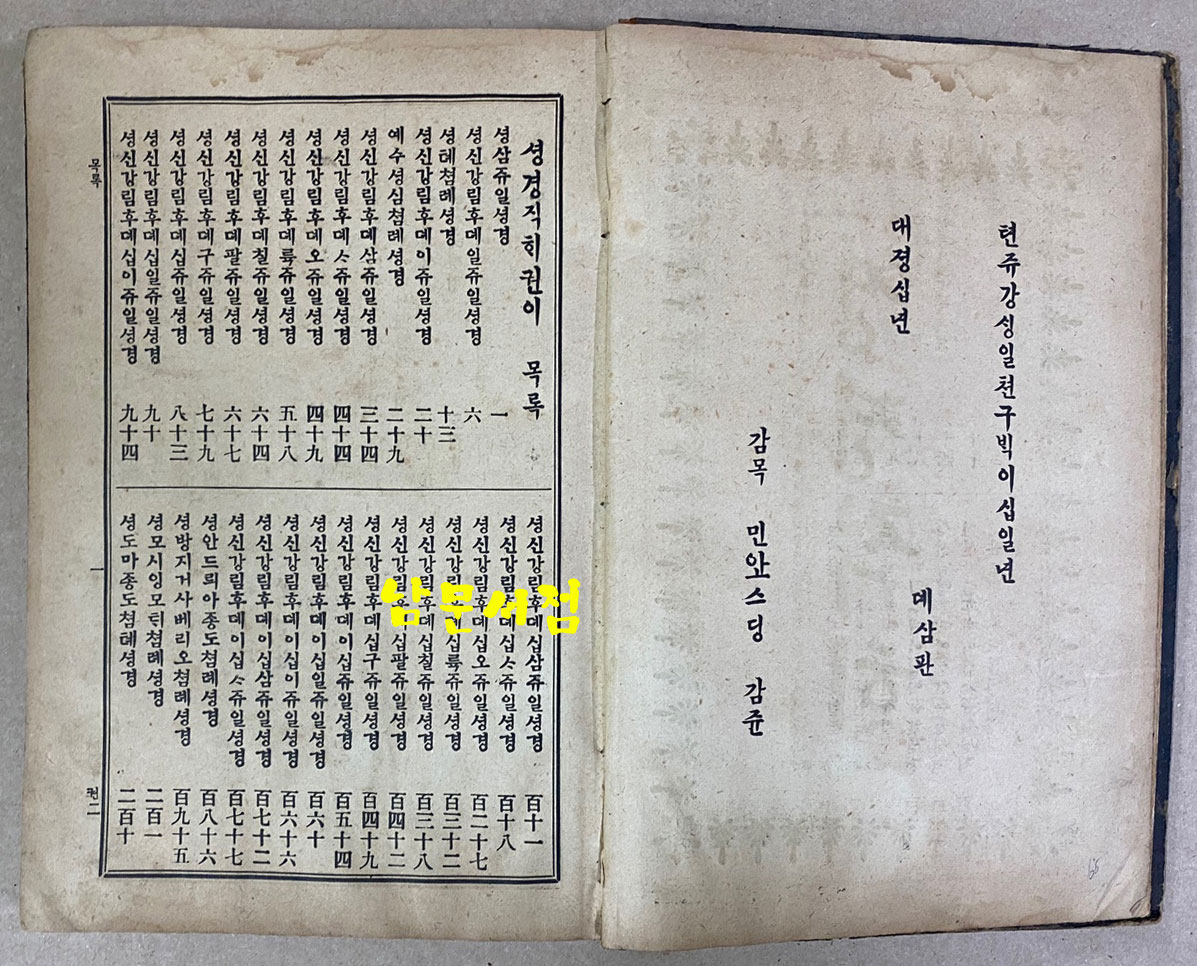 텬쥬강ᄉᆡᆼ일쳔구ᄇᆡᆨ이십일년
대졍십년 뎨삼판
감목 민아오스딍 감쥰
셩경직ᄒᆡ권이 목록
셩삼쥬일셩경 一
셩신강림후뎨일쥬일셩경 六
셩톄쳠례셩경 十三
셩신강림후뎨이쥬일셩경 二十
예수셩심쳠례셩경 二十九
셩신강림후뎨삼쥬일셩경 三十四
셩신강림후뎨ᄉᆞ쥬일셩경 四十四
셩신강림후뎨오쥬일셩경 四十九
셩신강림후뎨륙쥬일셩경 五十八
셩신강림후뎨칠쥬일셩경 六十四
셩신강림후뎨팔쥬일셩경 六十七
셩신강림후뎨구쥬일셩경 七十九
셩신강림후뎨십쥬일셩경 八十三
셩신강림후뎨십일쥬일셩경 九十
셩신강림후뎨십이쥬일셩경 九十四
셩신강림후뎨십삼쥬일셩경 百十一
셩신강림후뎨십ᄉᆞ쥬일셩경 百十八
셩신강림후뎨십오쥬일셩경 百二十七
셩신강림후뎨십륙쥬일셩경 百三十二
셩신강림후뎨십칠쥬일셩경 百三十八
셩신강림후뎨십팔쥬일셩경 百四十二
셩신강림후뎨십구쥬일셩경 百四十九
셩신강림후뎨이십쥬일셩경 百五十四
셩신강림후뎨이십일쥬일셩경 百六十
셩신강림후뎨이십이쥬일셩경 百六十六
셩신강림후뎨이십삼쥬일셩경 百七十二
셩신강림후뎨이십ᄉᆞ쥬일셩경 百七十七
셩안드릐아종도쳠례셩경 百八十六
셩방지거사베리오쳠례셩경 百九十五
셩모시잉모ᄐᆡ쳠례셩경 二百一
셩도마종도쳠례셩경 二百十
목록 一 권二
남문서점
66